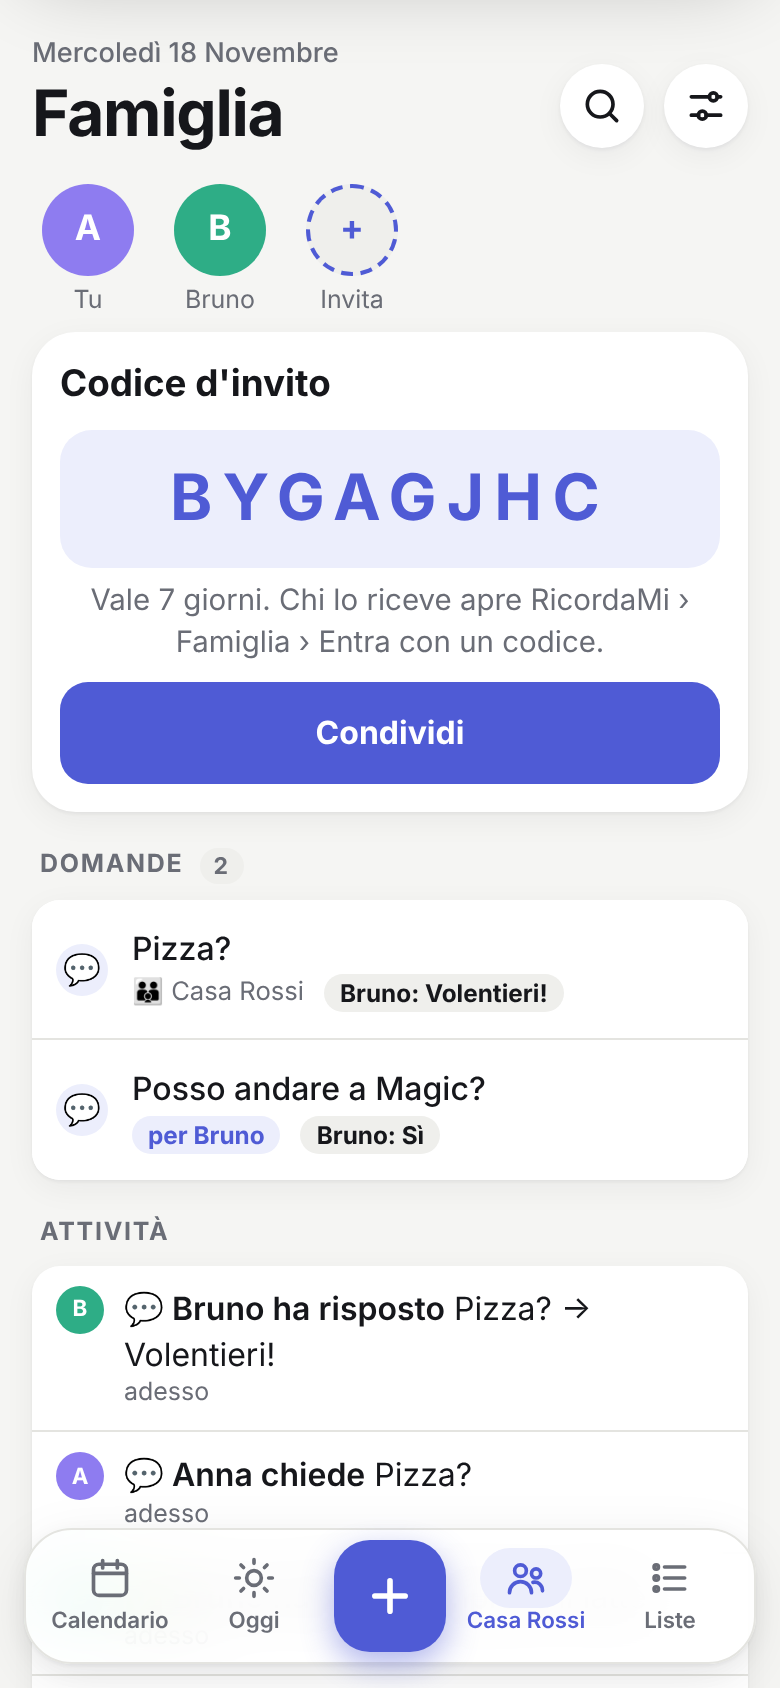 Mercoledì 18 Novembre
Famiglia
A
B
+
Tu
Bruno
Invita
Codice d'invito
BYGAGJHC
Vale 7 giorni. Chi lo riceve apre RicordaMi ›
Famiglia › Entra con un codice.
Condividi
DOMANDE 2
Pizza?
Casa Rossi Bruno: Volentieri!
Posso andare a Magic?
per Bruno Bruno: Sì
ATTIVITÀ
B 💬 Bruno ha risposto Pizza? →
Volentieri!
adesso
A 💬 Anna chiede Pizza?
adesso
adesso
Calendario
Oggi
+
Casa Rossi
Liste